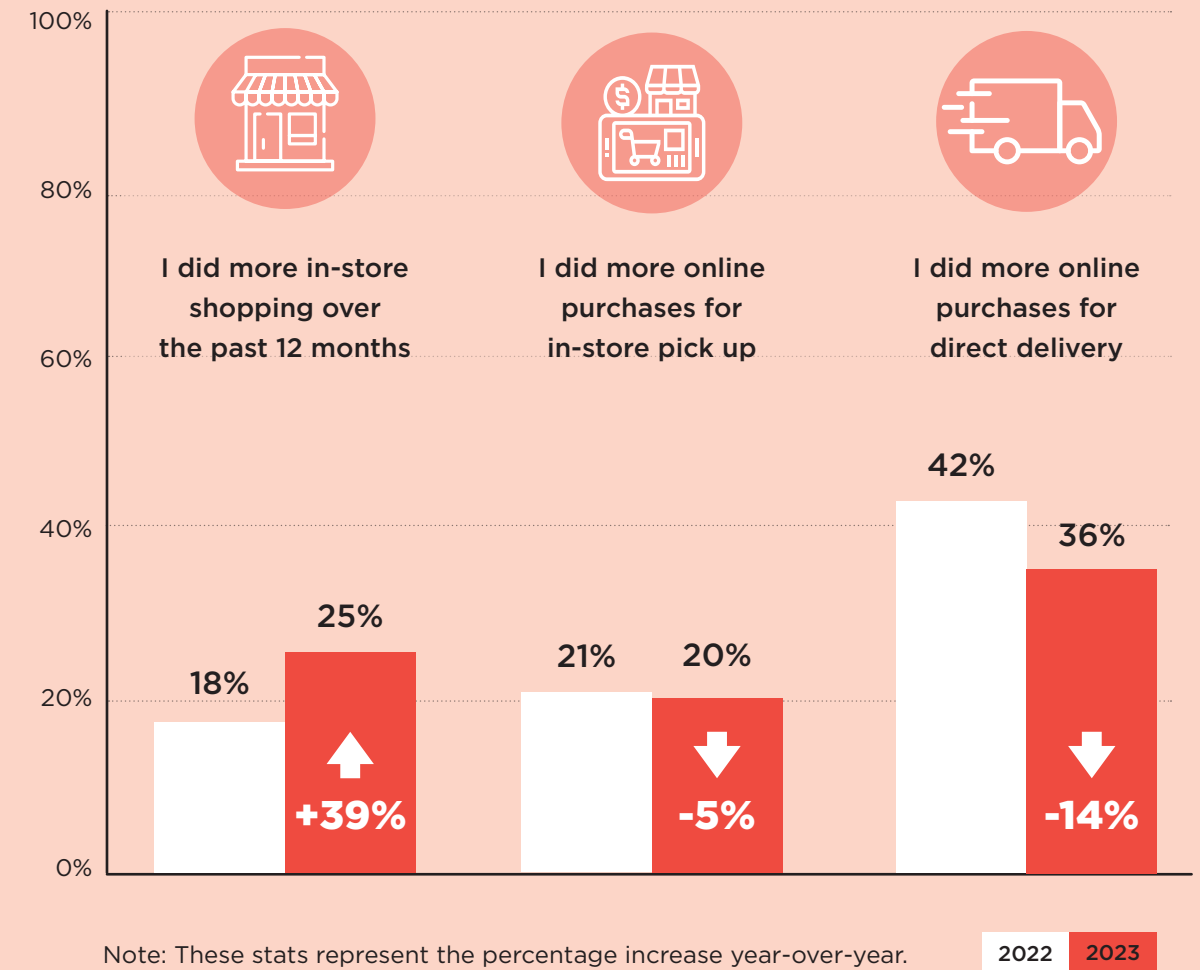 100%
80%
60%
40%
20%
0%
$
I did more in-store
shopping over
the past 12 months
18%
25%
+39%
I did more online
purchases for
in-store pick up
21%
20%
-5%
I did more online
purchases for
direct delivery
42%
36%
-14%
Note: These stats represent the percentage increase year-over-year.
2022
2023